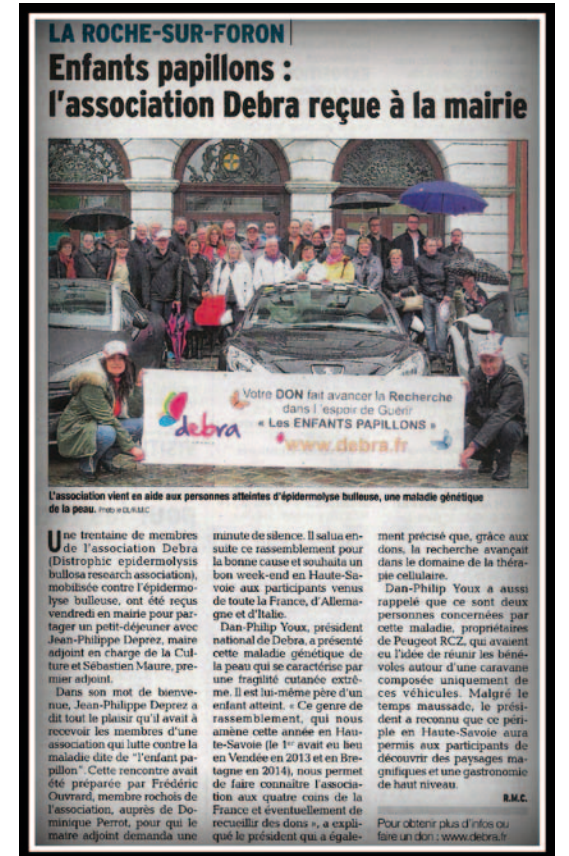 LA ROCHE-SUR-FORON
Enfants papillons :
l'association Debra reçue à la mairie
debra
Votre DON fait avancer la Recherche
dans l'espoir de Guérir
« Les ENFANTS PAPILLONS »
www.debra.fr
L'association vient en aide aux personnes atteintes d'épidermolyse bulleuse, une maladie génétique
de la peau. Photo le DL/R.M.C
Une trentaine de membres
de l'association Debra
(Distrophic epidermolysis
bullosa research association),
mobilisée contre l'épidermo-
lyse bulleuse, ont été reçus
vendredi en mairie pour par-
tager un petit-déjeuner avec
Jean-Philippe Deprez, maire
adjoint en charge de la Cul-
ture et Sébastien Maure, pre-
mier adjoint.
Dans son mot de bienve-
nue, Jean-Philippe Deprez a
dit tout le plaisir qu'il avait à
recevoir les membres d'une
association qui lutte contre la
maladie dite de "l'enfant pa-
pillon". Cette rencontre avait
été préparée par Frédéric
Ouvrard, membre rochois de
l'association, auprès de Do-
minique Perrot, pour qui le
maire adjoint demanda une
minute de silence. Il salua en-
suite ce rassemblement pour
la bonne cause et souhaita un
bon week-end en Haute-Sa-
voie aux participants venus
de toute la France, d'Allema-
gne et d'Italie.
Dan-Philip Youx, président
national de Debra, a présenté
cette maladie génétique de
la peau qui se caractérise par
une fragilité cutanée extrê-
me. Il est lui-même père d'un
enfant atteint. « Ce genre de
rassemblement, qui nous
amène cette année en Hau-
te-Savoie (le 1er avait eu lieu
en Vendée en 2013 et en Bre-
tagne en 2014), nous permet
de faire connaître l'associa-
tion aux quatre coins de la
France et éventuellement de
recueillir des dons », a expli-
qué le président qui a égale-
ment précisé que, grâce aux
dons, la recherche avançait
dans le domaine de la théra-
pie cellulaire.
Dan-Philip Youx a aussi
rappelé que ce sont deux
personnes concernées par
cette maladie, propriétaires
de Peugeot RCZ, qui avaient
eu l'idée de réunir les béné-
voles autour d'une caravane
composée uniquement de
ces véhicules. Malgré le
temps maussade, le prési-
dent a reconnu que ce péri-
ple en Haute-Savoie aura
permis aux participants de
découvrir des paysages ma-
gnifiques et une gastronomie
de haut niveau.
R.M.C.
Pour obtenir plus d'infos ou
faire un don : www.debra.fr